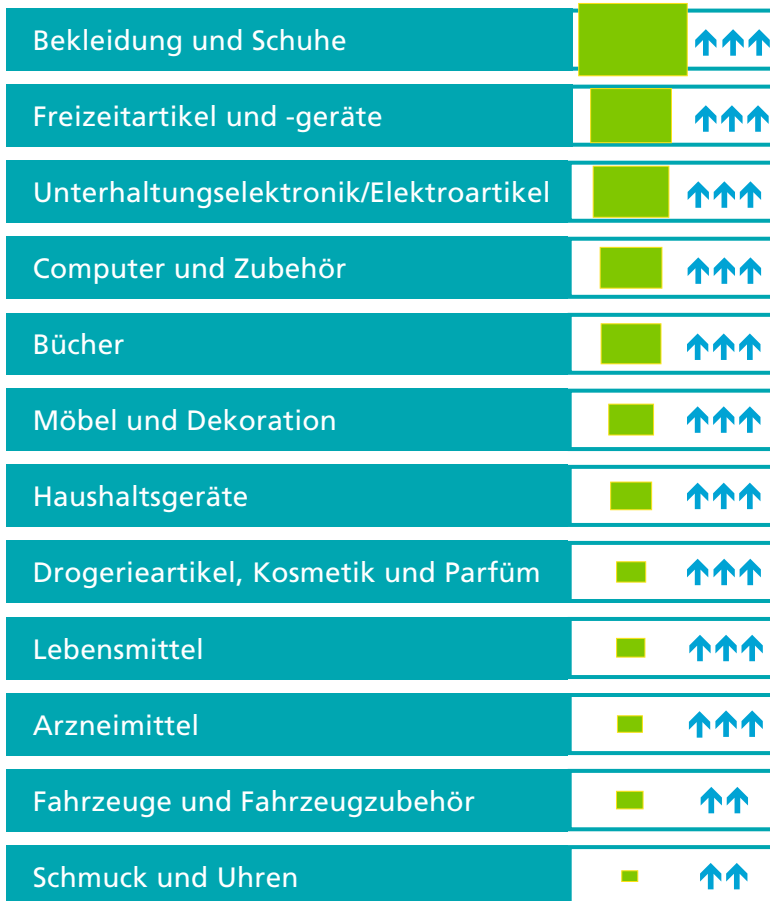 Bekleidung und Schuhe
Freizeitartikel und -geräte
Unterhaltungselektronik/Elektroartikel
Computer und Zubehör
Bücher
Möbel und Dekoration
Haushaltsgeräte
Drogerieartikel, Kosmetik und Parfüm
Lebensmittel
Arzneimittel
Fahrzeuge und Fahrzeugzubehör
Schmuck und Uhren